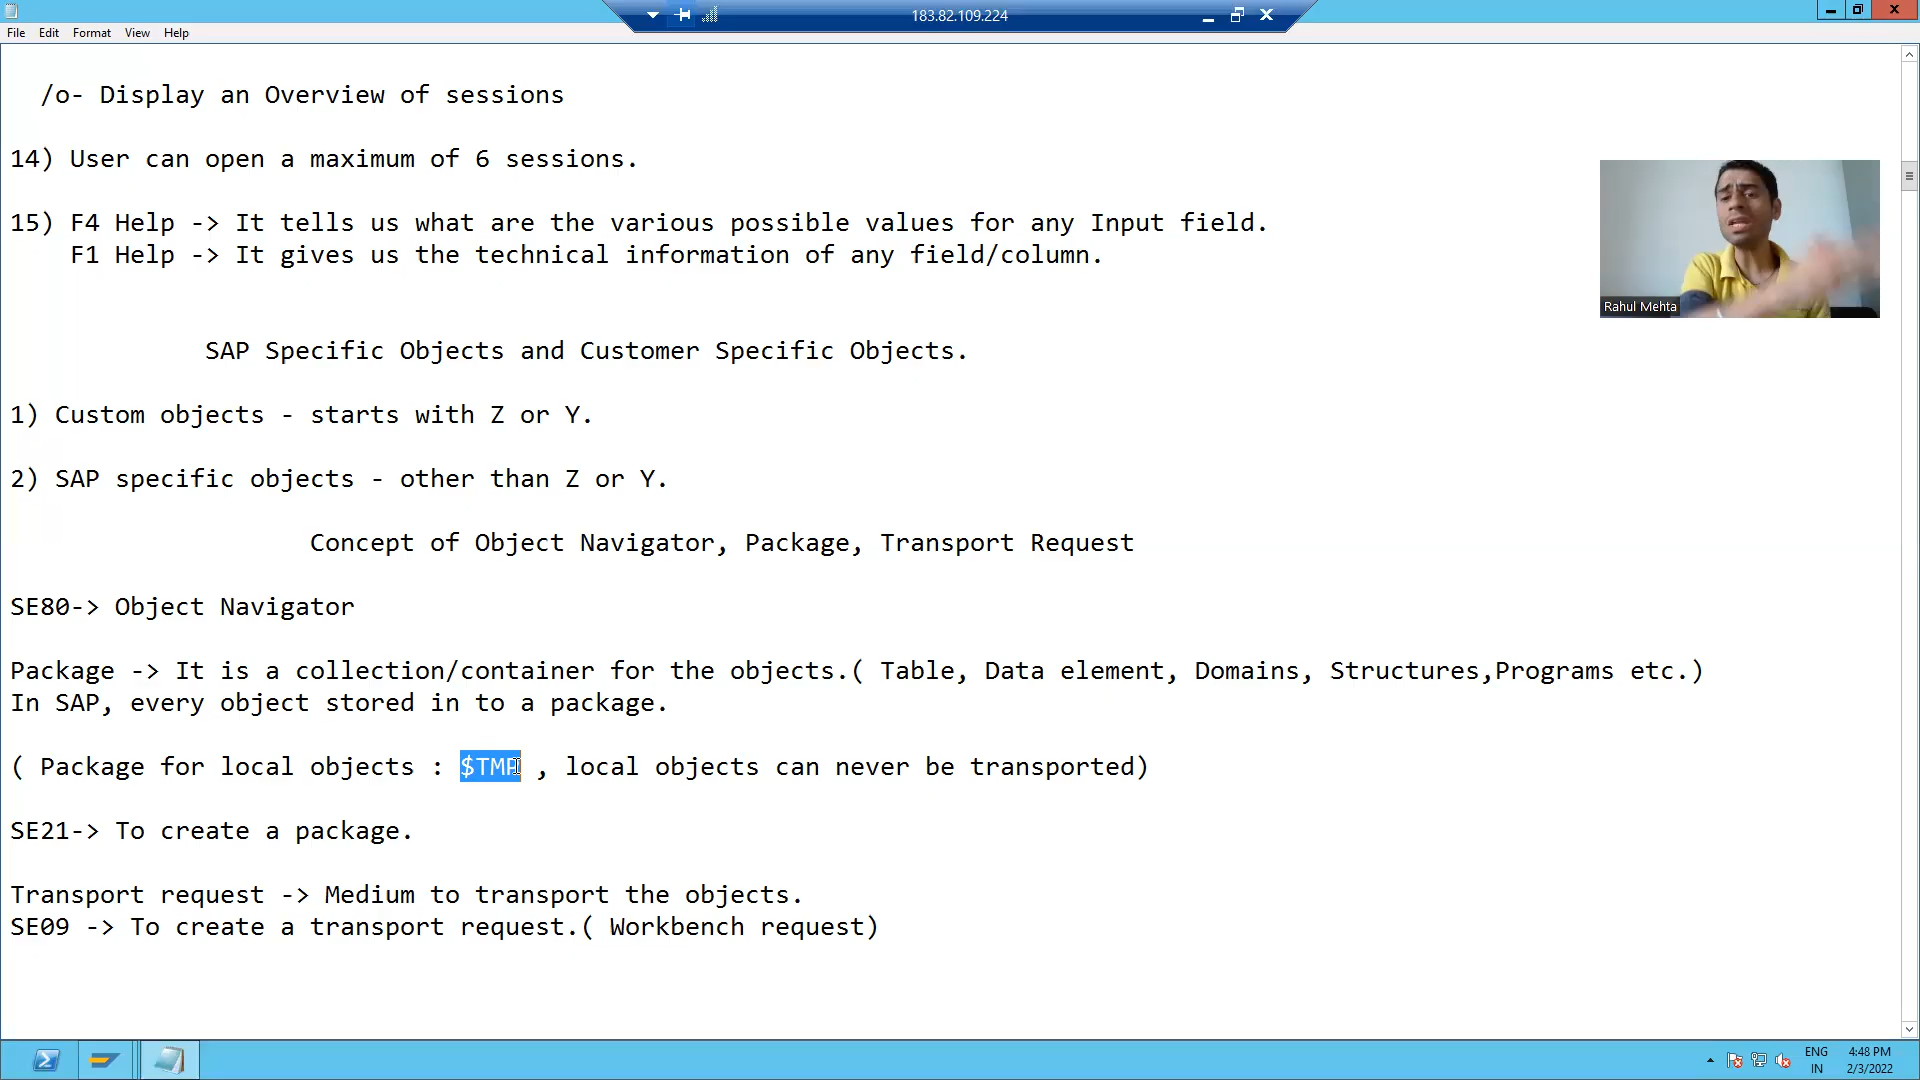 183.82.109.224
File Edit Format View Help
/o- Display an Overview of sessions
14) User can open a maximum of 6 sessions.
15) F4 Help -> It tells us what are the various possible values for any Input field.
F1 Help -> It gives us the technical information of any field/column.
Rahul Mehta
SAP Specific Objects and Customer Specific Objects.
1) Custom objects - starts with Z or Y.
2) SAP specific objects - other than Z or Y.
Concept of Object Navigator, Package, Transport Request
SE80-> Object Navigator
Package -> It is a collection/container for the objects.( Table, Data element, Domains, Structures,Programs etc.)
In SAP, every object stored in to a package.
( Package for local objects : $TMP , local objects can never be transported)
SE21-> To create a package.
Transport request -> Medium to transport the objects.
SE09 -> To create a transport request.( Workbench request)
ENG 4:48 PM
IN 2/3/2022